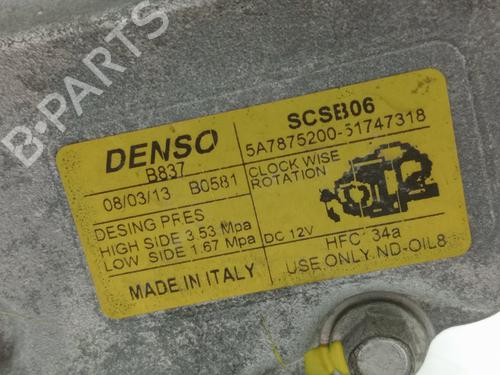 B-PARTS
DENSO
B837
08/03/13 B0581
DESING PRES
HIGH SIDE 3.53 Mpa
LOW SIDE 1.67 Mpa
MADE IN ITALY
SCSB06
5A7875200-51747318
CLOCK WISE
ROTATION
DC 12V
HFC 34a
USE ONLY ND-OIL8